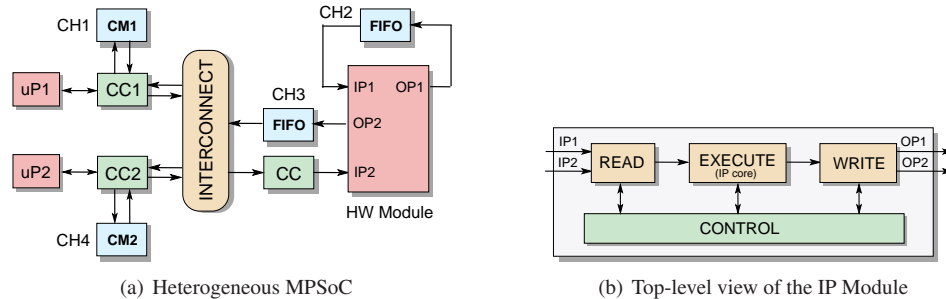 CH1
CM1
uP1
CC1
INTERCONNECT
CH2
FIFO
IP1
OP1
CH3
FIFO
OP2
CC
IP2
HW Module
uP2
CC2
CH4
CM2
(a) Heterogeneous MPSoC
IP1
IP2
READ
EXECUTE
(IP core)
WRITE
OP1
OP2
CONTROL
(b) Top-level view of the IP Module